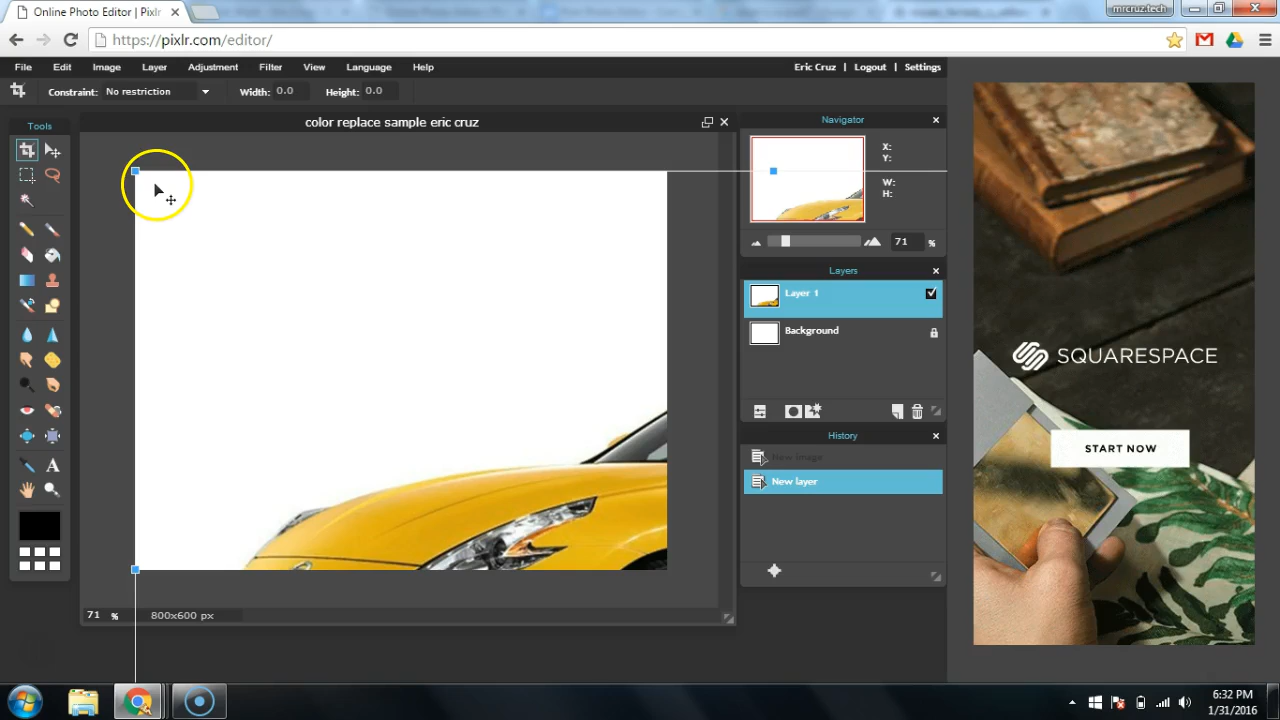 Online Photo Editor | Pixlr
mrcruz.tech
https://pixlr.com/editor/
File Edit Image Layer Adjustment Filter View Language Help
Eric Cruz | Logout | Settings
Constraint: No restriction Width: 0.0 Height: 0.0
Tools
color replace sample eric cruz
Navigator
X:
Y:
W:
H:
71 %
Layers
Layer 1
Background
History
New image
New layer
A
71 % 800x600 px
SQUARESPACE
START NOW
6:32 PM
1/31/2016